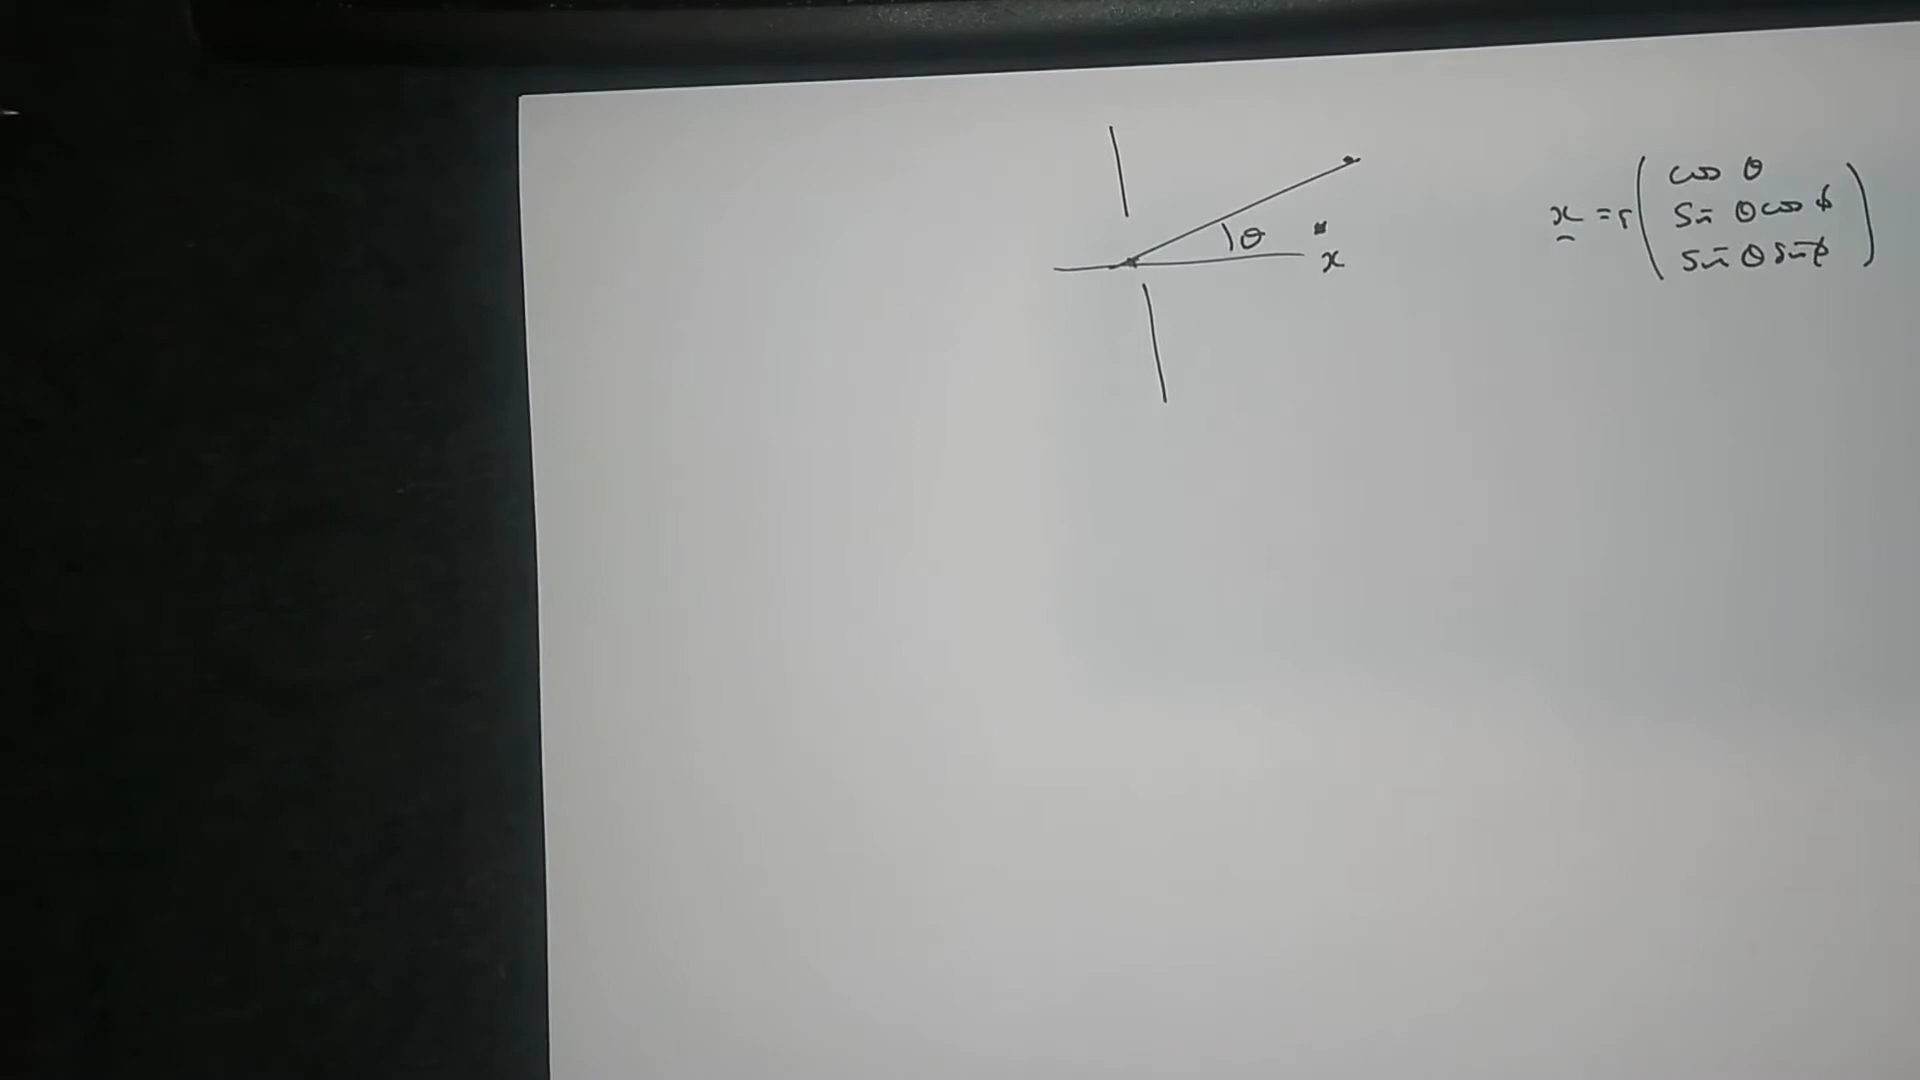 θ
x
x = r ( cos θ
sin θ cos ϕ
sin θ sin ϕ )